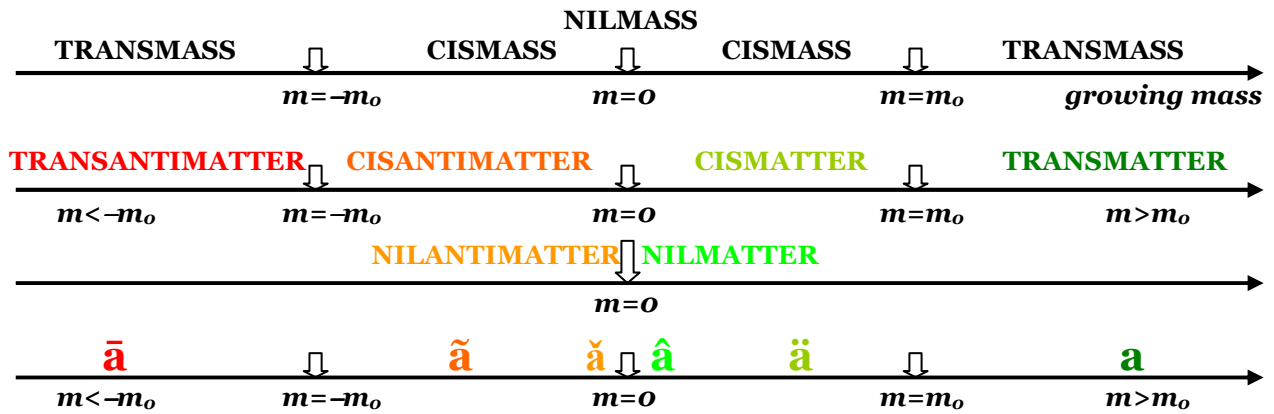 NILMASS
TRANSMASS CISMASS CISMASS TRANSMASS
m=–mₒ m=0 m=mₒ growing mass
TRANSANTIMATTER CISANTIMATTER CISMATTER TRANSMATTER
m<–mₒ m=–mₒ m=0 m=mₒ m>mₒ
NILANTIMATTER NILMATTER
m=0
ā ã ǎ â ä a
m<–mₒ m=–mₒ m=0 m=mₒ m>mₒ